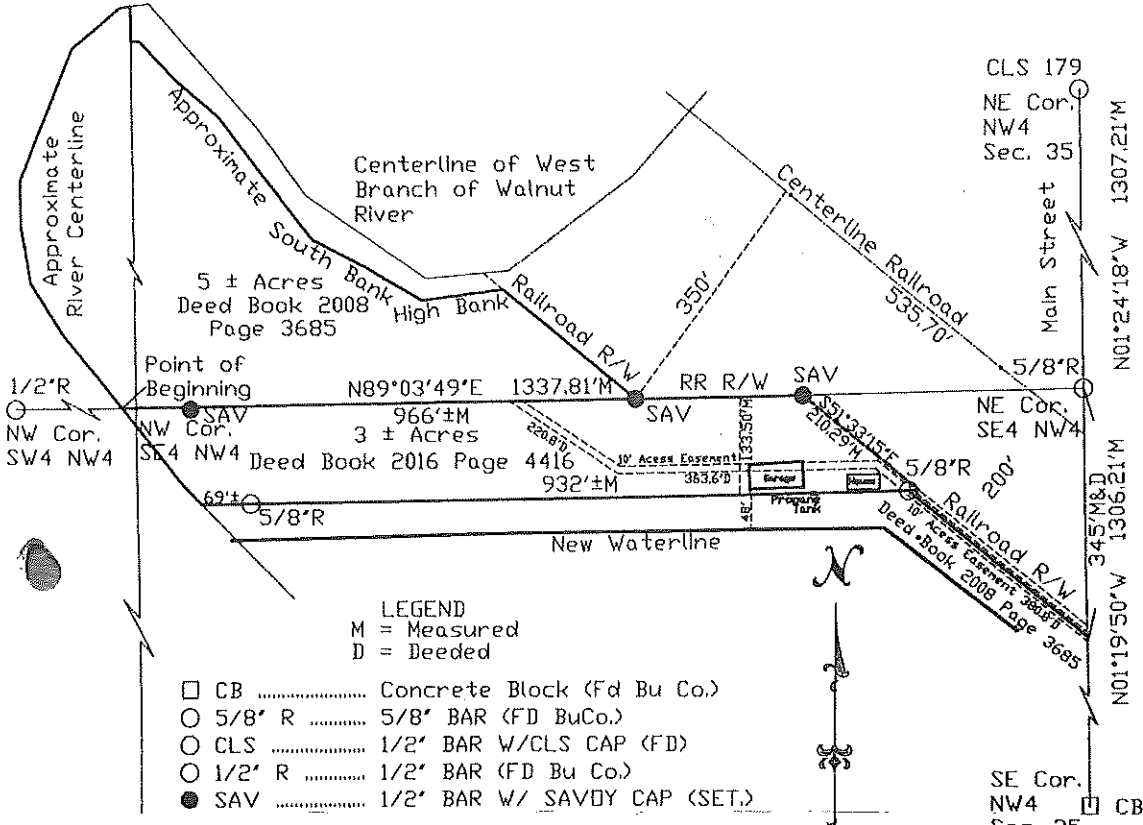 CLS 179
NE Cor.
NW4
Sec. 35
N01°24'18"W 1307.21'M
Main Street
Approximate
River Centerline
Approximate
South Bank
High Bank
Centerline of West
Branch of Walnut
River
Centerline Railroad
535.70'
350'
Railroad R/W
5 ± Acres
Deed Book 2008
Page 3685
Point of
Beginning
1/2"R
NW Cor.
SW4 NW4
SAV
NW Cor.
SE4 NW4
N89°03'49"E 1337.81'M
RR R/W
SAV
SAV
5/8"R
NE Cor.
SE4 NW4
966'±M
3 ± Acres
Deed Book 2016 Page 4416
220.8'D
10' Acess Easement
363.6'D
133.50'M
S51°33'15"E
210.29'M
932'±M
69'±
5/8"R
5/8"R
Garage
Tank
48'
200'
Railroad R/W
10' Acess Easement 380.8'D
Deed Book 2008 Page 3685
345'M&D
N01°19'50"W 1306.21'M
New Waterline
N
LEGEND
M = Measured
D = Deeded
CB ............... Concrete Block (Fd Bu Co.)
5/8" R ......... 5/8" BAR (FD BuCo.)
CLS ............. 1/2" BAR W/CLS CAP (FD)
1/2" R ......... 1/2" BAR (FD Bu Co.)
SAV ............. 1/2" BAR W/ SAVOY CAP (SET.)
SE Cor.
NW4
CB